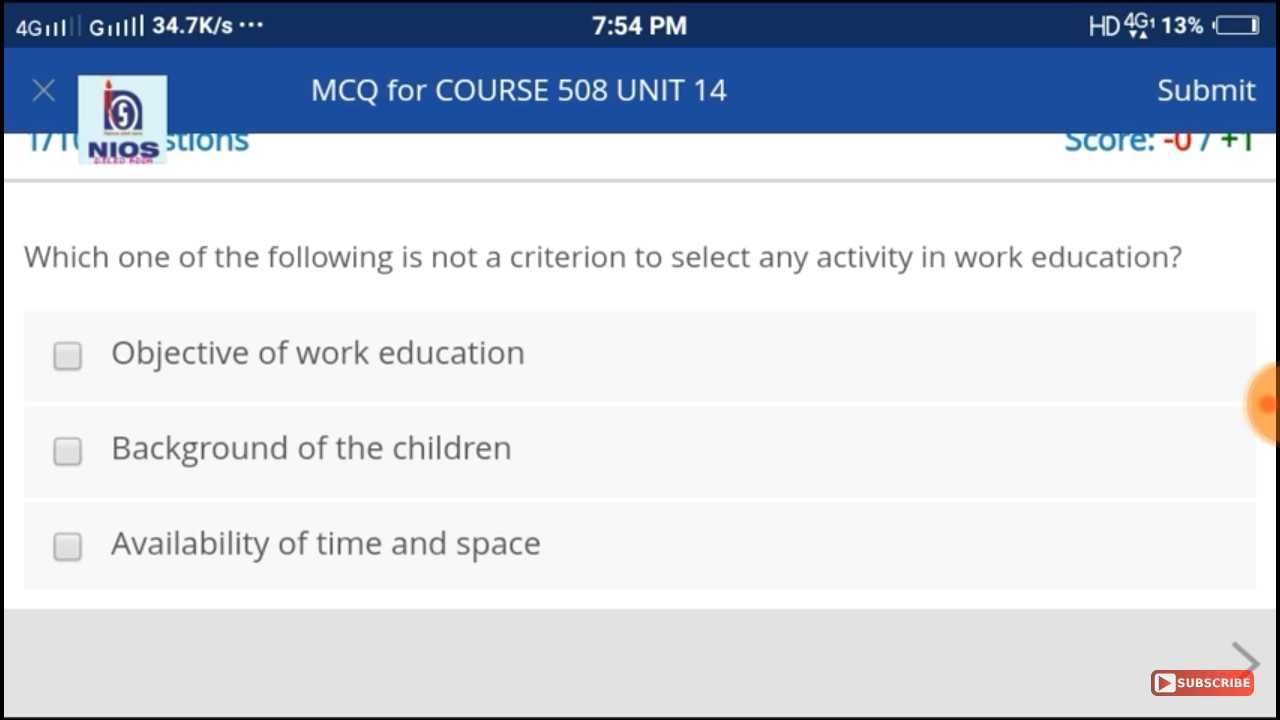 4G G 34.7K/s ··· 7:54 PM HD 4G1 13%
MCQ for COURSE 508 UNIT 14 Submit
NIOS
Score: -0 / +1
Which one of the following is not a criterion to select any activity in work education?
Objective of work education
Background of the children
Availability of time and space
SUBSCRIBE